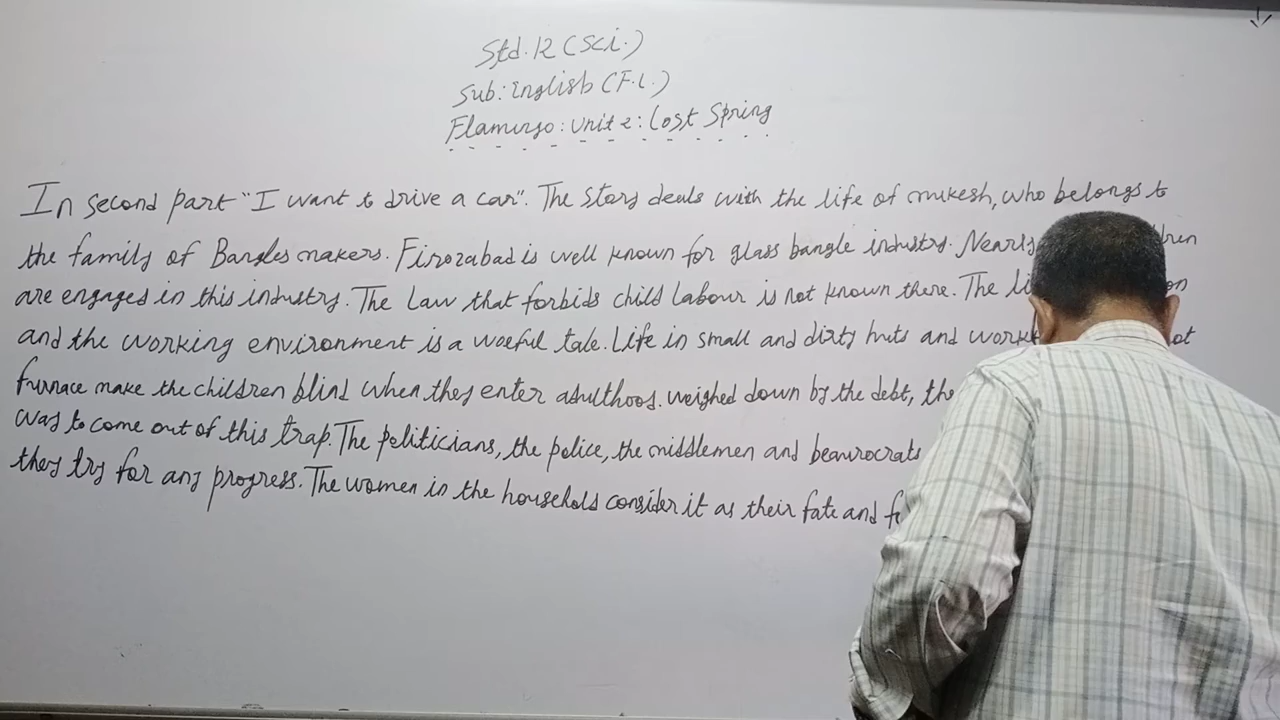 Std. 12 (Sci.)
Sub: English (F.L.)
Flamingo: Unit 2: Lost Spring
In second part "I want to drive a car". The story deals with the life of mukesh, who belongs to
the family of Bangles makers. Firozabad is well known for glass bangle industry. Nearly
are engaged in this industry. The Law that forbids child labour is not known there. The
and the working environment is a woeful tale. Life in small and dirty huts and
furnace make the children blind when they enter adulthood. weighed down by the debt,
way to come out of this trap. The politicians, the police, the middlemen and beaurocrats
they try for any progress. The women in the household consider it as their fate and